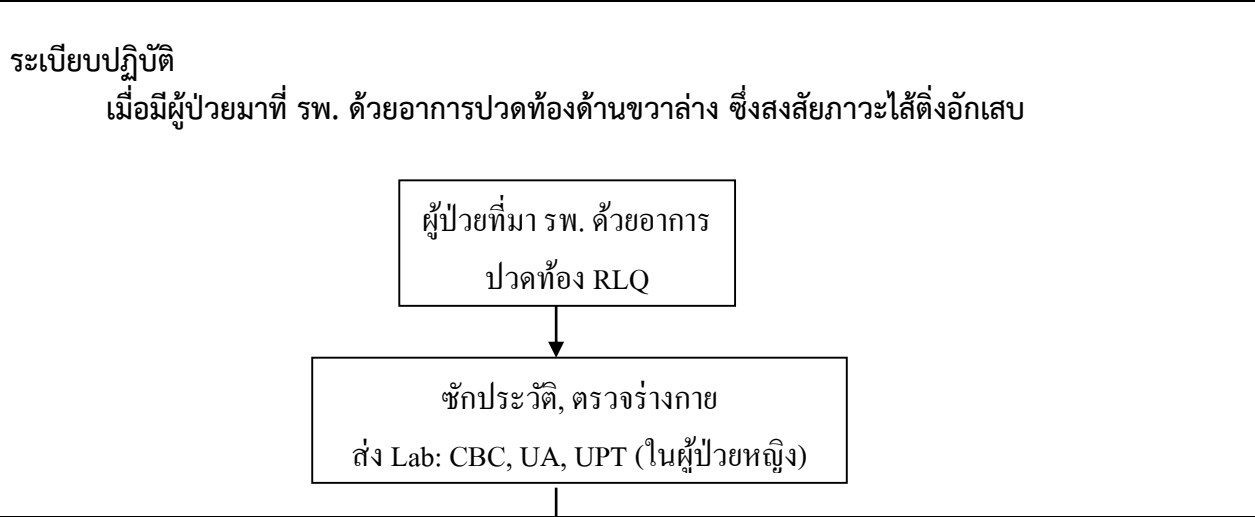 ระเบียบปฏิบัติ
เมื่อมีผู้ป่วยมาที่ รพ. ด้วยอาการปวดท้องด้านขวาล่าง ซึ่งสงสัยภาวะไส้ติ่งอักเสบ
ผู้ป่วยที่มา รพ. ด้วยอาการ
ปวดท้อง RLQ
ซักประวัติ, ตรวจร่างกาย
ส่ง Lab: CBC, UA, UPT (ในผู้ป่วยหญิง)